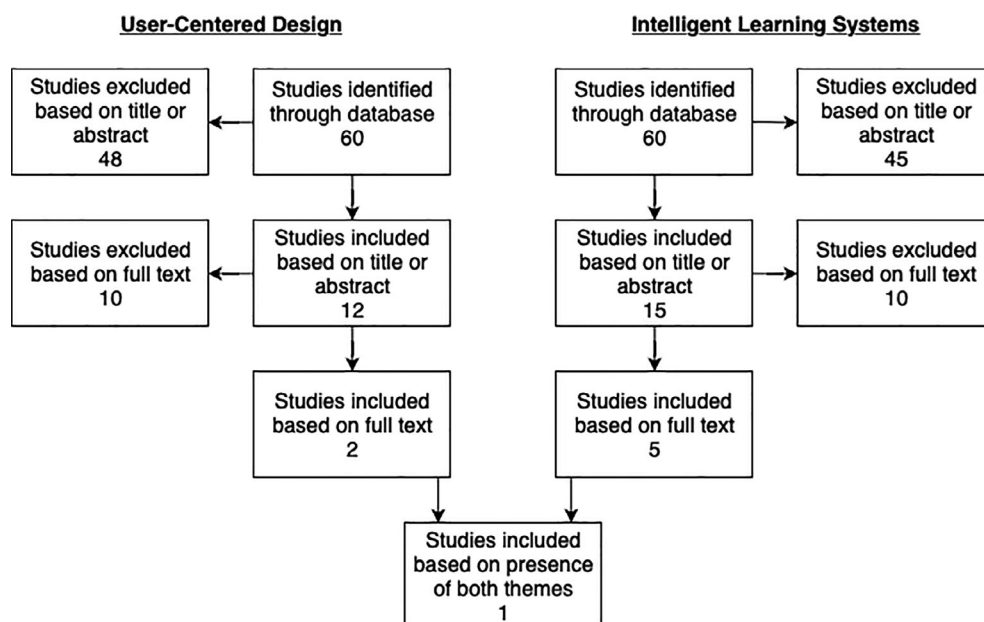 User-Centered Design
Intelligent Learning Systems
Studies excluded
based on title or
abstract
48
Studies identified
through database
60
Studies identified
through database
60
Studies excluded
based on title or
abstract
45
Studies excluded
based on full text
10
Studies included
based on title or
abstract
12
Studies included
based on title or
abstract
15
Studies excluded
based on full text
10
Studies included
based on full text
2
Studies included
based on full text
5
Studies included
based on presence
of both themes
1